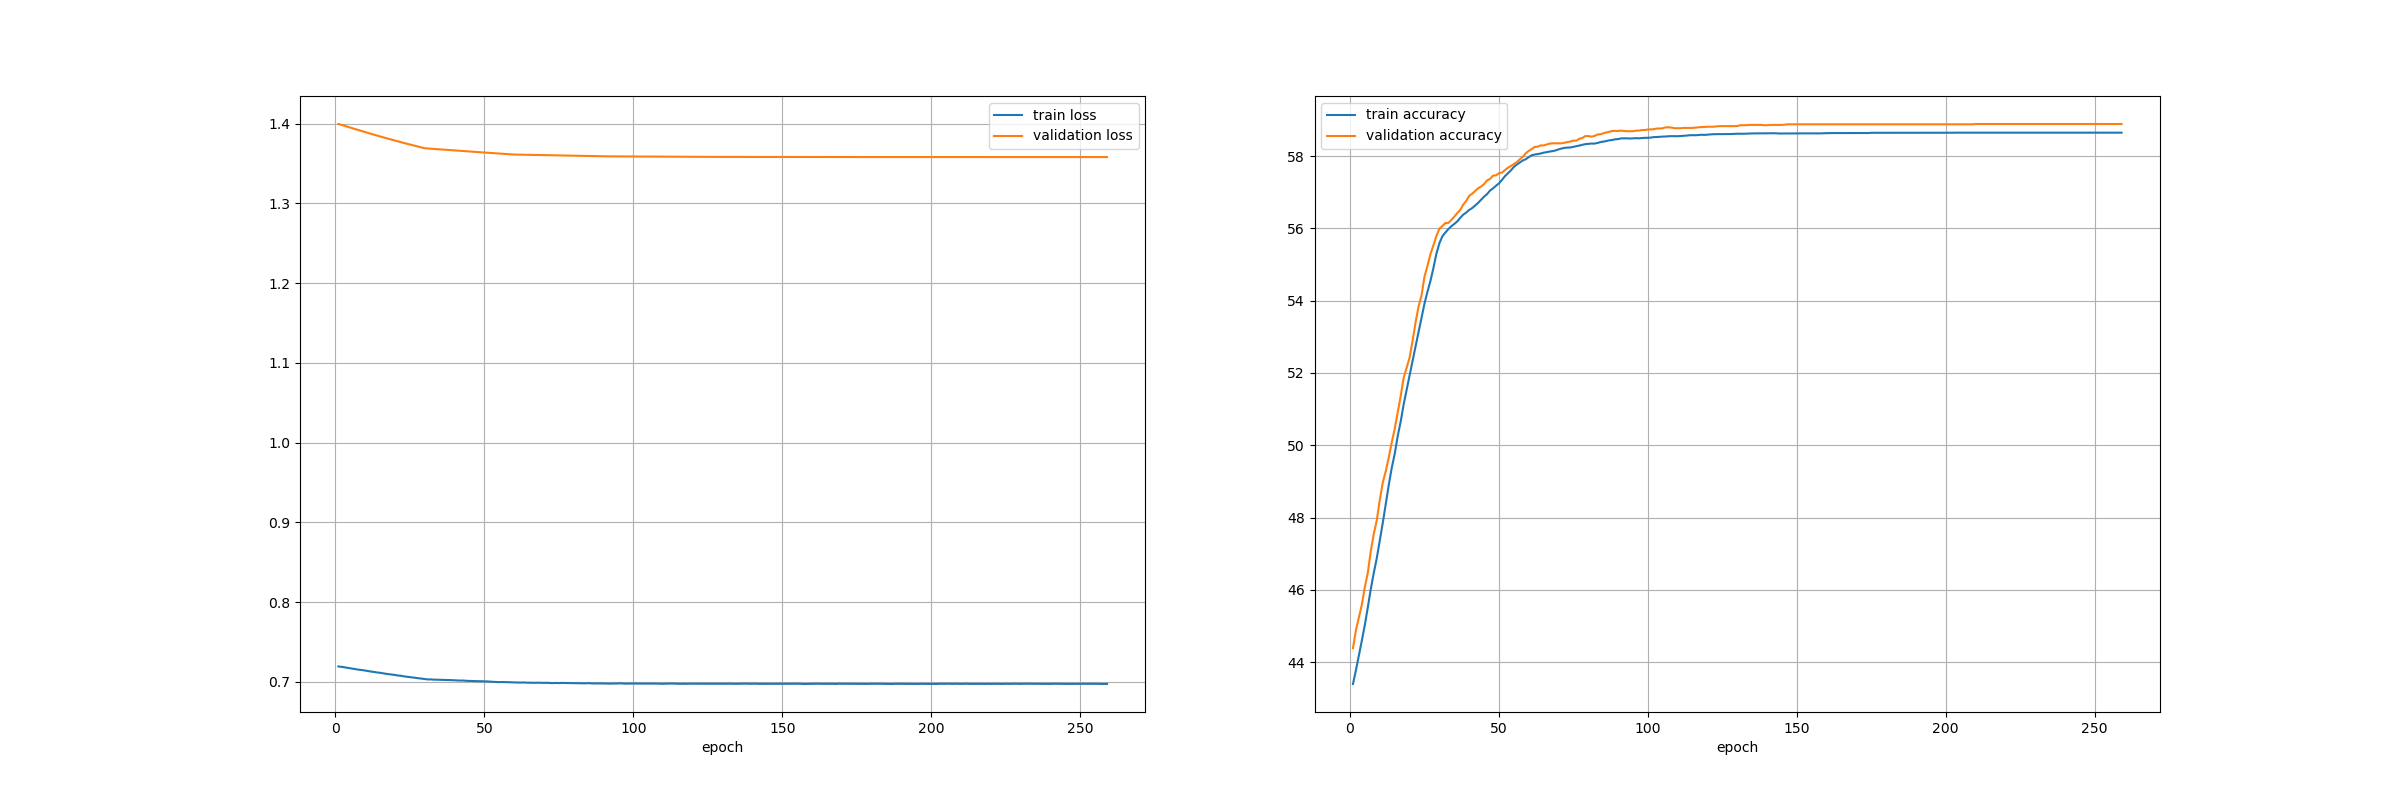 train loss
validation loss
1.4
1.3
1.2
1.1
1.0
0.9
0.8
0.7
0 50 100 150 200 250
epoch
train accuracy
validation accuracy
58
56
54
52
50
48
46
44
0 50 100 150 200 250
epoch